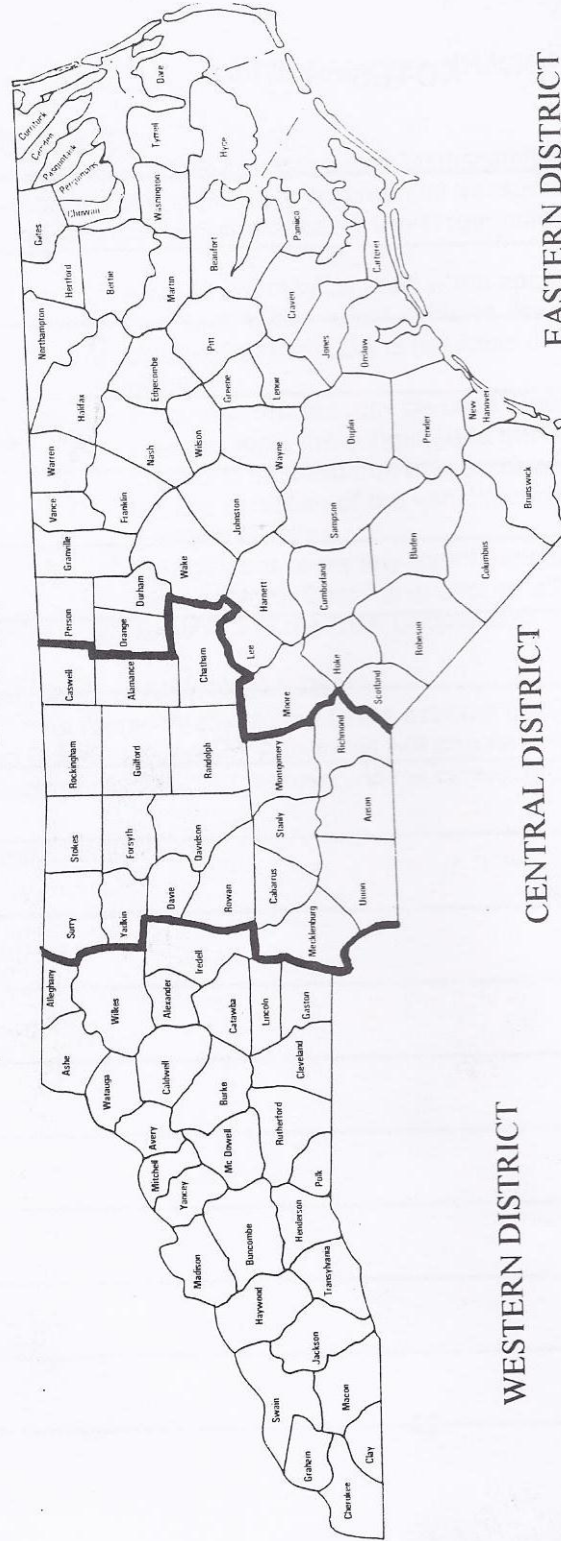 Currituck
Camden
Pasquotank
Perquimans
Chowan
Gates
Hertford
Bertie
Northampton
Halifax
Warren
Vance
Granville
Person
Caswell
Rockingham
Stokes
Surry
Alleghany
Ashe
Dare
Tyrrell
Washington
Martin
Edgecombe
Nash
Franklin
Durham
Orange
Alamance
Guilford
Forsyth
Yadkin
Wilkes
Watauga
Hyde
Beaufort
Pitt
Wilson
Wake
Chatham
Randolph
Davidson
Davie
Iredell
Alexander
Caldwell
Avery
Mitchell
Yancey
Madison
Pamlico
Craven
Greene
Lenoir
Wayne
Johnston
Harnett
Lee
Moore
Montgomery
Stanly
Rowan
Cabarrus
Catawba
Burke
Mc Dowell
Buncombe
Haywood
Swain
Graham
Cherokee
Carteret
Jones
Onslow
Duplin
Sampson
Cumberland
Hoke
Scotland
Richmond
Anson
Union
Mecklenburg
Lincoln
Gaston
Cleveland
Rutherford
Polk
Henderson
Transylvania
Jackson
Macon
Clay
Pender
New
Hanover
Brunswick
Bladen
Columbus
Robeson
WESTERN DISTRICT
CENTRAL DISTRICT
EASTERN DISTRICT